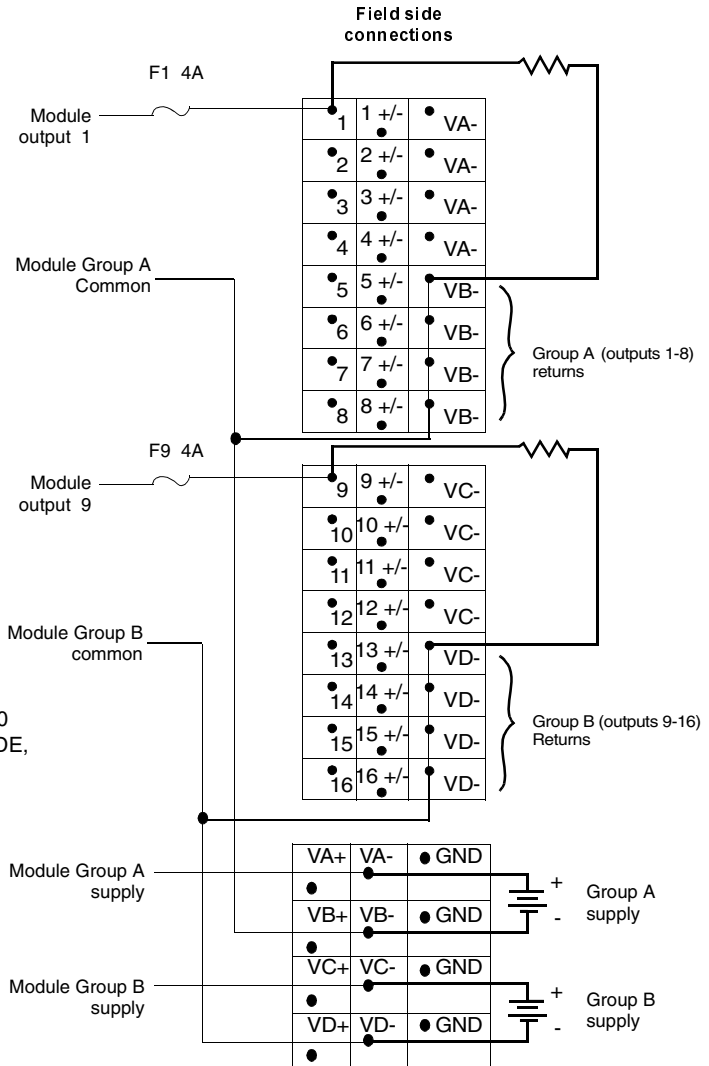 Field side
connections
F1 4A
Module
output 1
1 1 +/- VA-
2 2 +/- VA-
3 3 +/- VA-
4 4 +/- VA-
Module Group A
Common
5 5 +/- VB-
6 6 +/- VB-
7 7 +/- VB-
8 8 +/- VB-
Group A (outputs 1-8)
returns
F9 4A
Module
output 9
9 9 +/- VC-
10 10 +/- VC-
11 11 +/- VC-
12 12 +/- VC-
Module Group B
common
13 13 +/- VD-
14 14 +/- VD-
15 15 +/- VD-
16 16 +/- VD-
Group B (outputs 9-16)
Returns
0
DE,
Module Group A
supply
VA+ VA- GND
VB+ VB- GND
+
-
Group A
supply
Module Group B
supply
VC+ VC- GND
VD+ VD- GND
+
-
Group B
supply